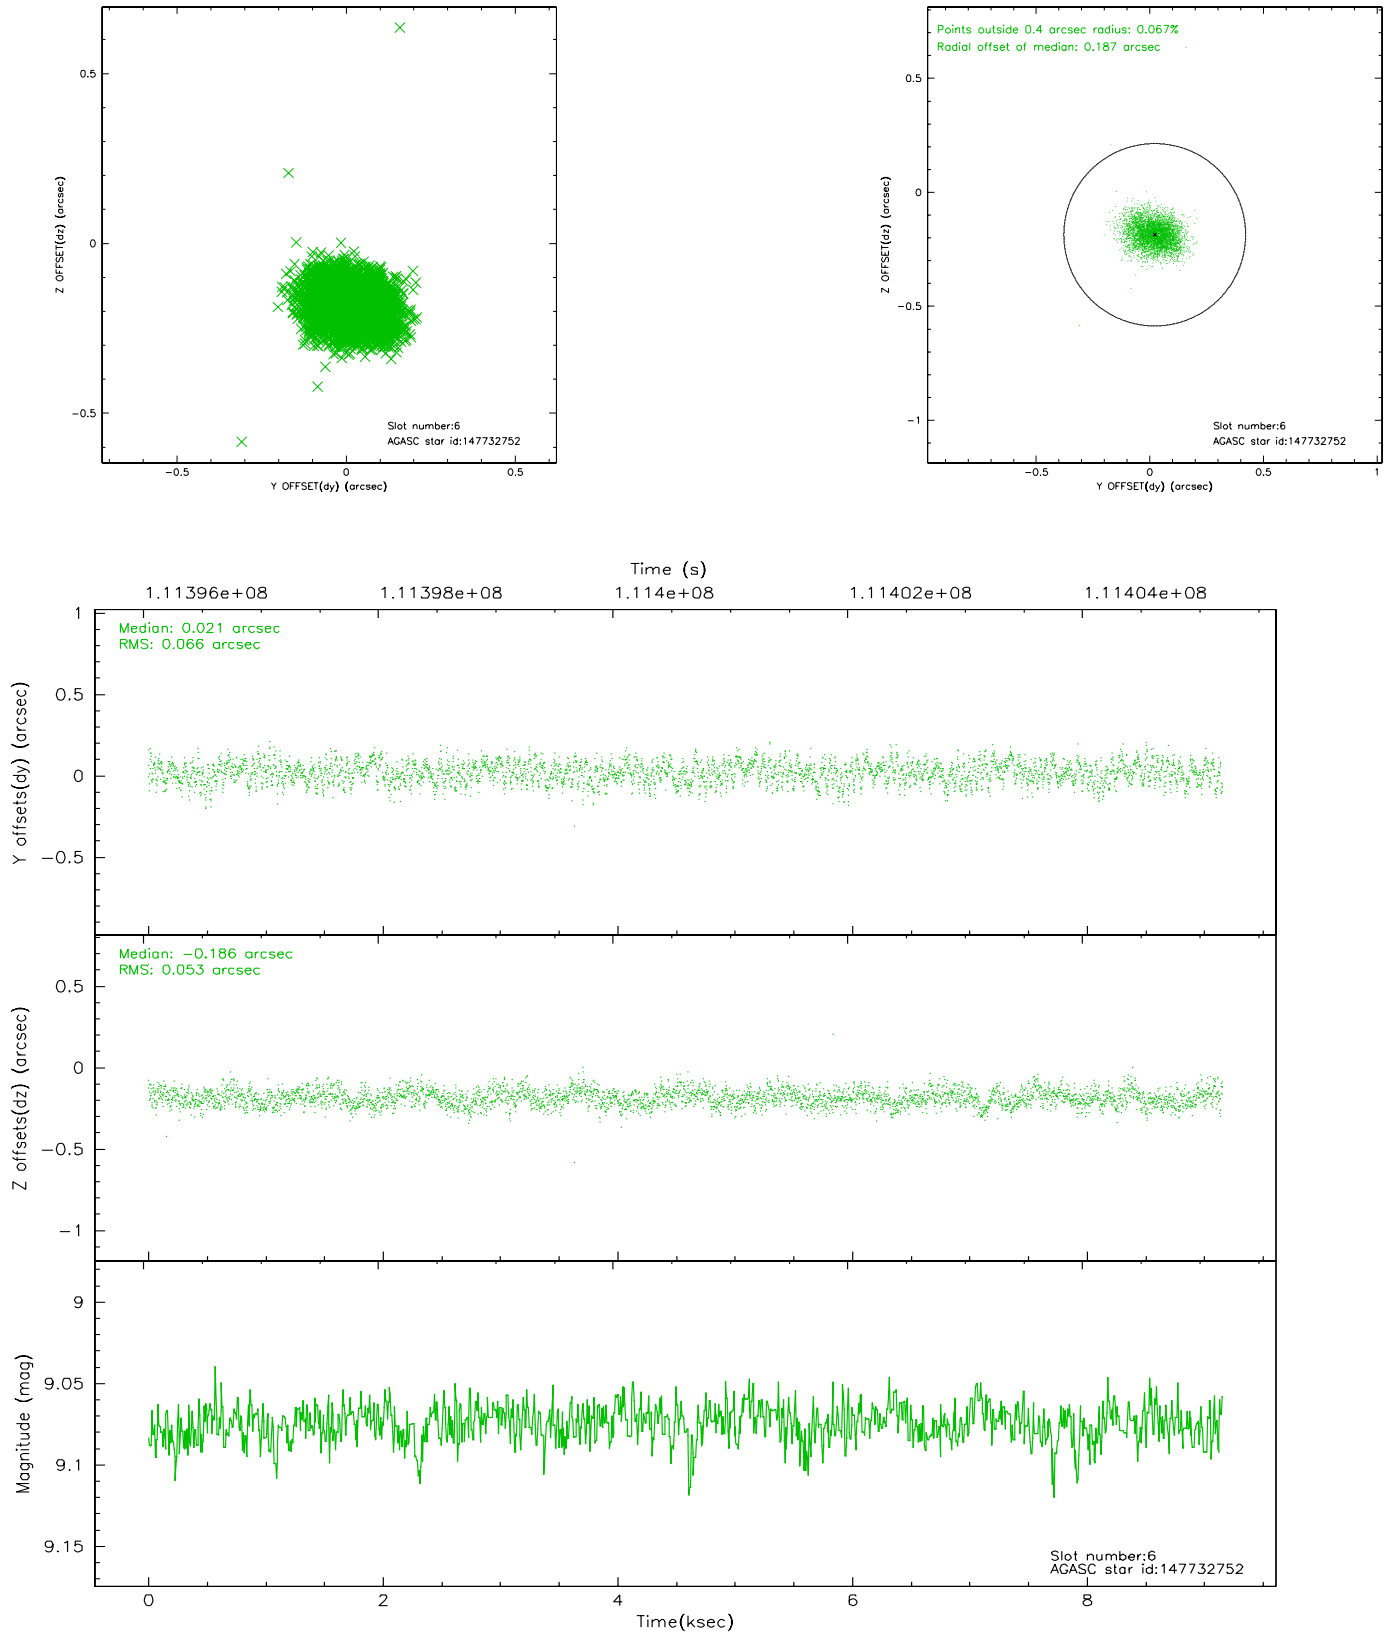 0.5
0
−0.5
Z OFFSET(dz) (arcsec)
Slot number:6
AGASC star id:147732752
−0.5 0 0.5
Y OFFSET(dy) (arcsec)
Points outside 0.4 arcsec radius: 0.067%
Radial offset of median: 0.187 arcsec
0.5
0
−0.5
−1
Z OFFSET(dz) (arcsec)
Slot number:6
AGASC star id:147732752
−0.5 0 0.5 1
Y OFFSET(dy) (arcsec)
Time (s)
1.11396e+08 1.11398e+08 1.114e+08 1.11402e+08 1.11404e+08
Median: 0.021 arcsec
RMS: 0.066 arcsec
1
0.5
0
−0.5
Y offsets(dy) (arcsec)
Median: −0.186 arcsec
RMS: 0.053 arcsec
0.5
0
−0.5
−1
Z offsets(dz) (arcsec)
9
9.05
9.1
9.15
Magnitude (mag)
Slot number:6
AGASC star id:147732752
0 2 4 6 8
Time(ksec)